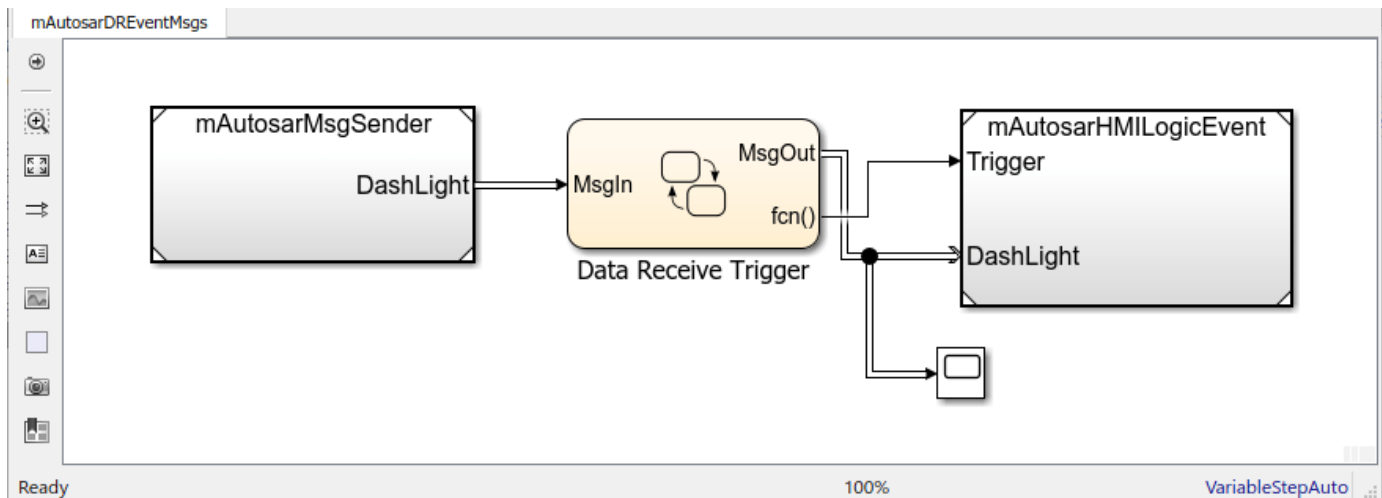 mAutosarDREventMsgs
mAutosarMsgSender
DashLight
MsgIn
MsgOut
fcn()
Data Receive Trigger
mAutosarHMILogicEvent
Trigger
DashLight
A
Ready
100%
VariableStepAuto